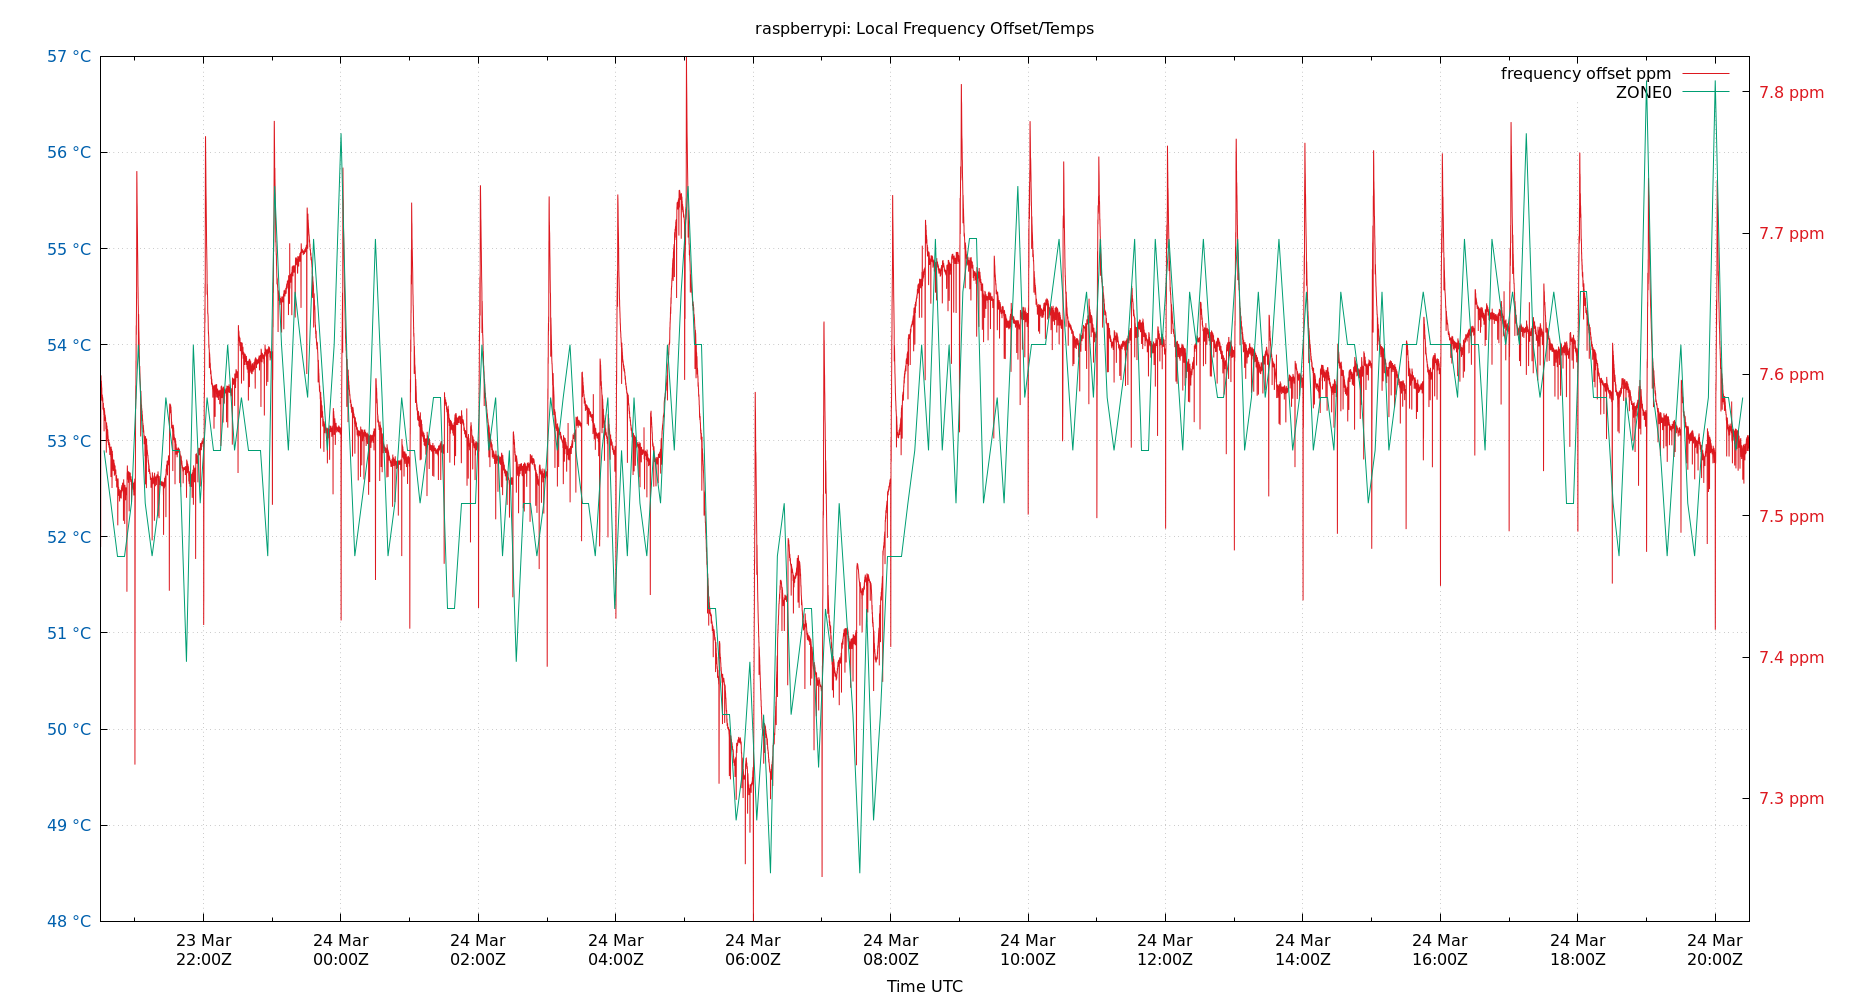 raspberrypi: Local Frequency Offset/Temps
57 °C
56 °C
55 °C
54 °C
53 °C
52 °C
51 °C
50 °C
49 °C
48 °C
frequency offset ppm
ZONE0
7.8 ppm
7.7 ppm
7.6 ppm
7.5 ppm
7.4 ppm
7.3 ppm
23 Mar
22:00Z
24 Mar
00:00Z
24 Mar
02:00Z
24 Mar
04:00Z
24 Mar
06:00Z
24 Mar
08:00Z
24 Mar
10:00Z
24 Mar
12:00Z
24 Mar
14:00Z
24 Mar
16:00Z
24 Mar
18:00Z
24 Mar
20:00Z
Time UTC